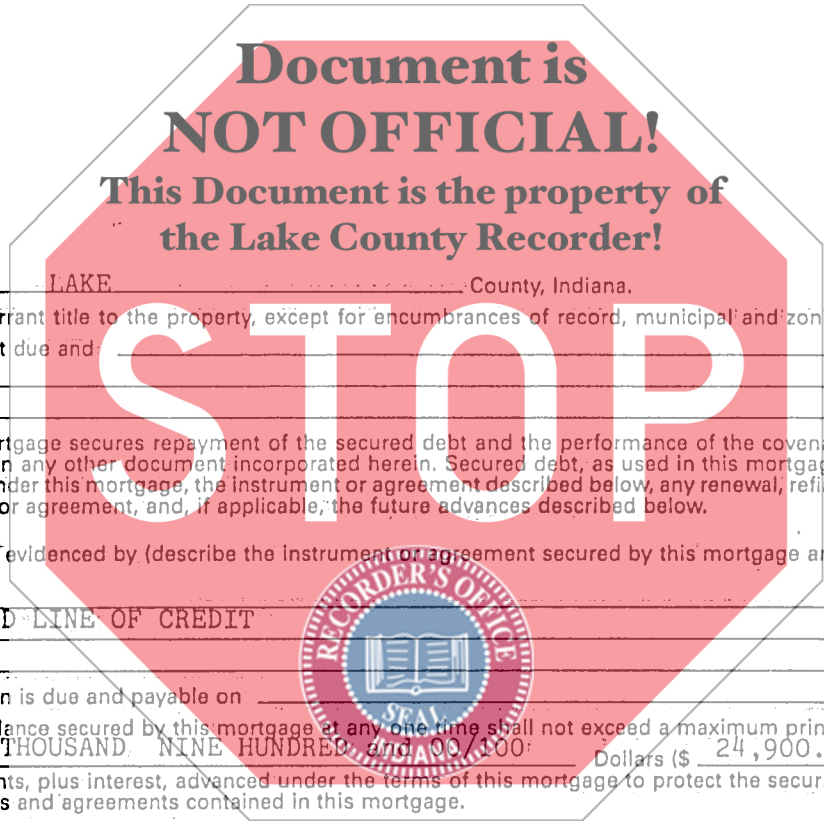 Document is
NOT OFFICIAL!
This Document is the property of
the Lake County Recorder!
LAKE County, Indiana.
rrant title to the property, except for encumbrances of record, municipal and zon
t due and
STOP
rtgage secures repayment of the secured debt and the performance of the covena
n any other document incorporated herein. Secured debt, as used in this mortgag
nder this mortgage, the instrument or agreement described below, any renewal, refi
or agreement, and, if applicable, the future advances described below.
evidenced by (describe the instrument or agreement secured by this mortgage a
D LINE OF CREDIT
RECORDER'S OFFICE
SEAL
INDIANA
n is due and payable on
lance secured by this mortgage at any one time shall not exceed a maximum prin
THOUSAND NINE HUNDRED and 00/100 Dollars ($ 24,900.
nts, plus interest, advanced under the terms of this mortgage to protect the secur
s and agreements contained in this mortgage.